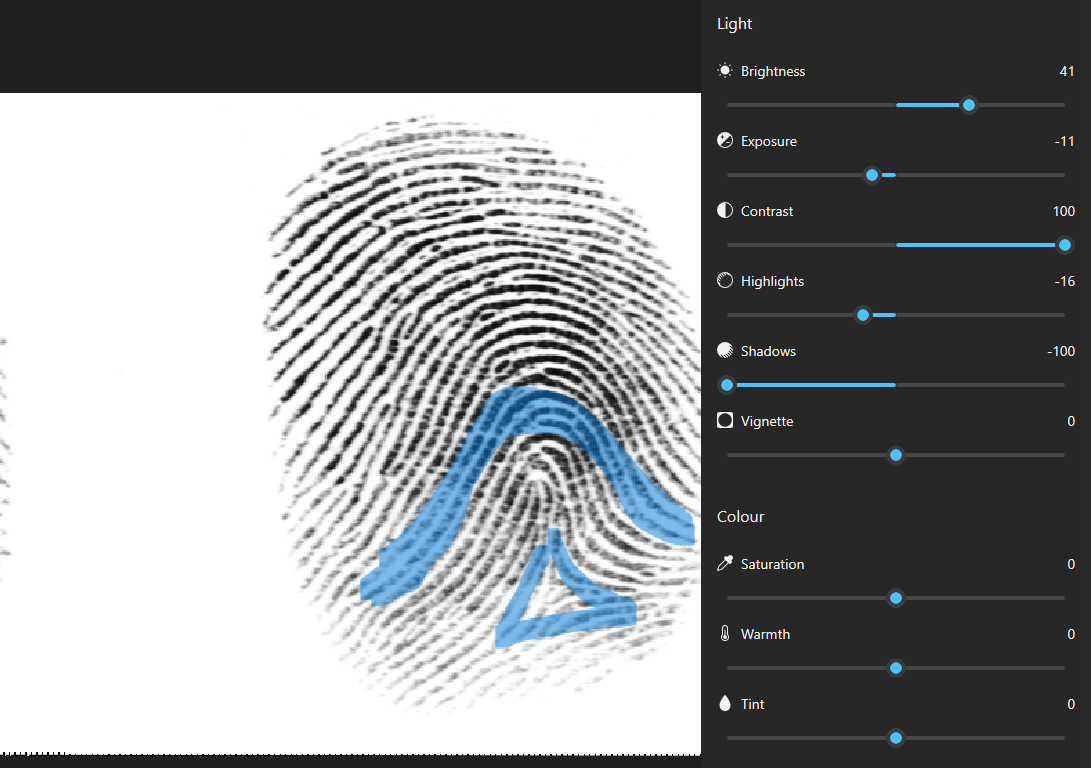 Light
Brightness 41
Exposure -11
Contrast 100
Highlights -16
Shadows -100
Vignette 0
Colour
Saturation 0
Warmth 0
Tint 0